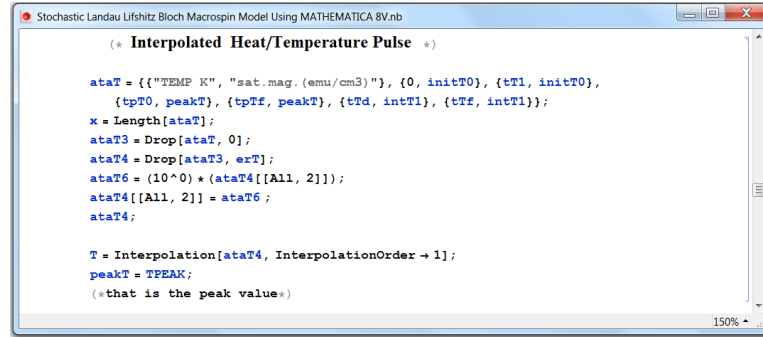 Stochastic Landau Lifshitz Bloch Macrospin Model Using MATHEMATICA 8V.nb
(* Interpolated Heat/Temperature Pulse *)
ataT = {{"TEMP K", "sat.mag.(emu/cm3)"}, {0, initT0}, {tT1, initT0},
{tpT0, peakT}, {tpTf, peakT}, {tTd, intT1}, {tTf, intT1}};
x = Length[ataT];
ataT3 = Drop[ataT, 0];
ataT4 = Drop[ataT3, erT];
ataT6 = (10^0) * (ataT4[[All, 2]]);
ataT4[[All, 2]] = ataT6 ;
ataT4;
T = Interpolation[ataT4, InterpolationOrder → 1];
peakT = TPEAK;
(*that is the peak value*)
150%